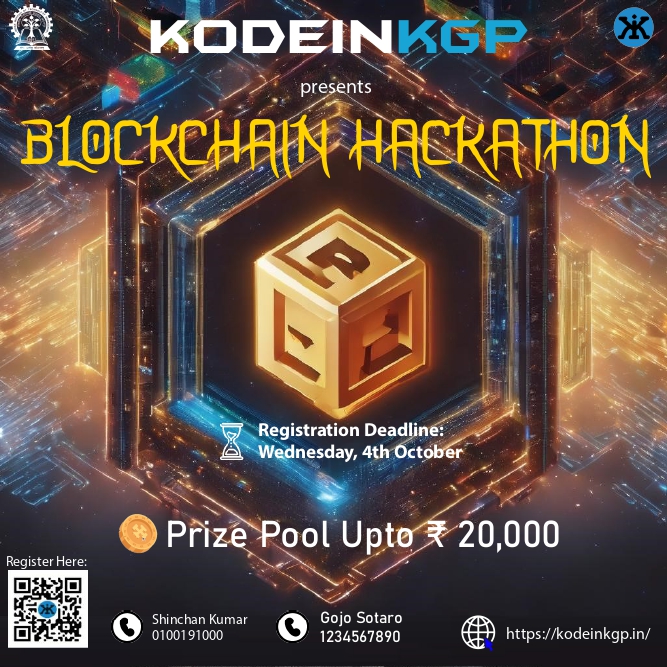 KODEINKGP
presents
BLOCKCHAIN HACKATHON
Registration Deadline:
Wednesday, 4th October
Prize Pool Upto ₹ 20,000
Register Here:
Shinchan Kumar
0100191000
Gojo Sotaro
1234567890
https://kodeinkgp.in/